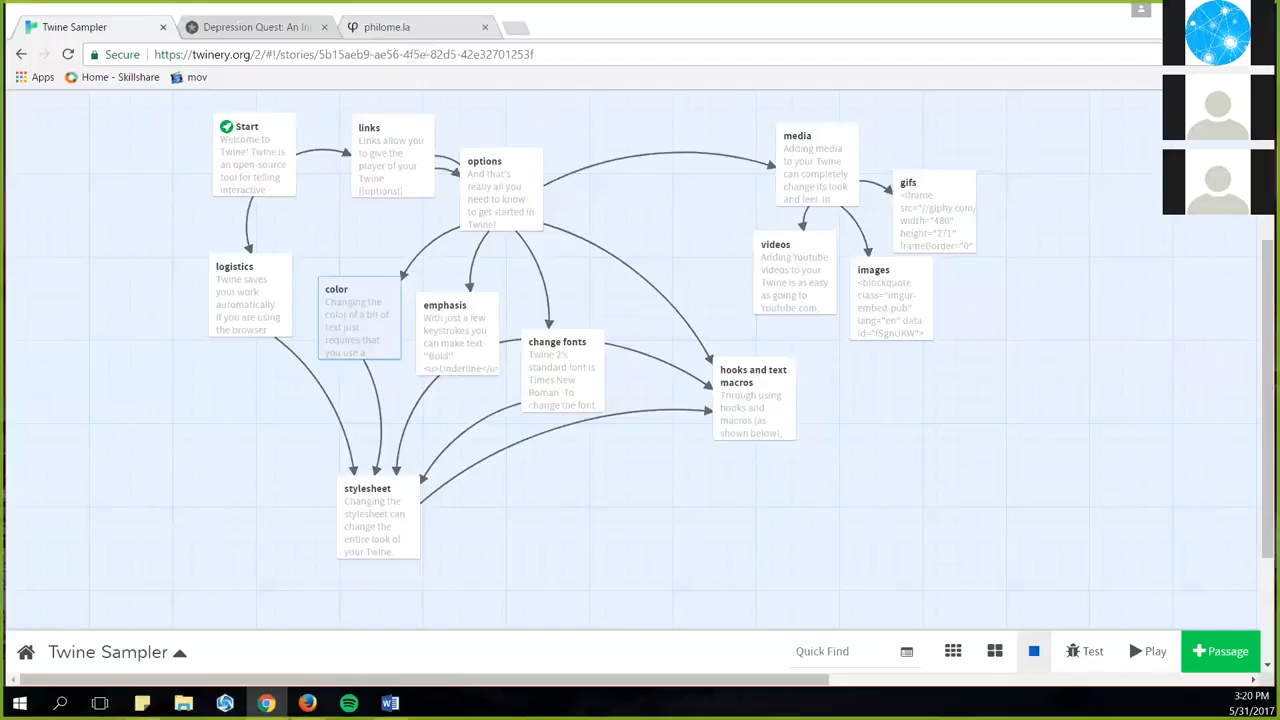 Twine Sampler
Depression Quest: An In
philome.la
Secure
https://twinery.org/2/#!/stories/5b15aeb9-ae56-4f5e-82d5-42e32701253f
Apps
Home - Skillshare
mov
Start
Welcome to
Twine! Twine is
an open-source
tool for telling
interactive
links
Links allow you
to give the
player of your
Twine
[[options|
options
And that's
really all you
need to know
to get started in
Twine!
media
Adding media
to your Twine
can completely
change its look
and feel. In
gifs
<iframe
src="//giphy.com/
width="480"
height="271"
frameBorder="0"
videos
Adding Youtube
videos to your
Twine is as easy
as going to
Youtube.com,
images
<blockquote
class="imgur-
embed-pub"
lang="en" data
id="fSgnUKW">
logistics
Twine saves
your work
automatically.
If you are using
the browser
color
Changing the
color of a bit of
text just
requires that
you use a
emphasis
With just a few
keystrokes you
can make text
''Bold''
<u>Underline</u>
change fonts
Twine 2's
standard font is
Times New
Roman. To
change the font
hooks and text
macros
Through using
hooks and
macros (as
shown below),
stylesheet
Changing the
stylesheet can
change the
entire look of
your Twine.
Twine Sampler
Quick Find
Test
Play
+Passage
3:20 PM
5/31/2017